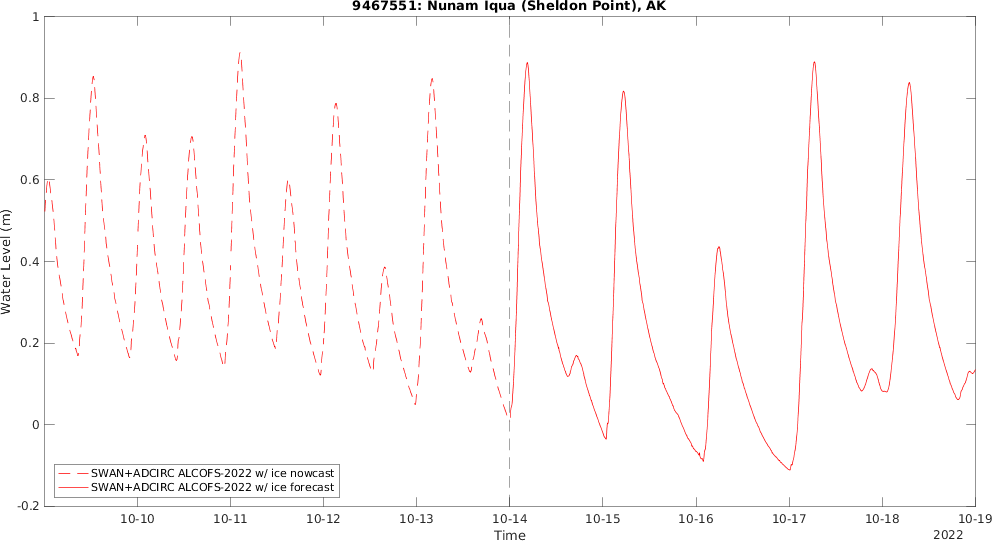 9467551: Nunam Iqua (Sheldon Point), AK
1
0.8
0.6
0.4
0.2
0
-0.2
Water Level (m)
SWAN+ADCIRC ALCOFS-2022 w/ ice nowcast
SWAN+ADCIRC ALCOFS-2022 w/ ice forecast
10-10 10-11 10-12 10-13 10-14 10-15 10-16 10-17 10-18 10-19
Time
2022